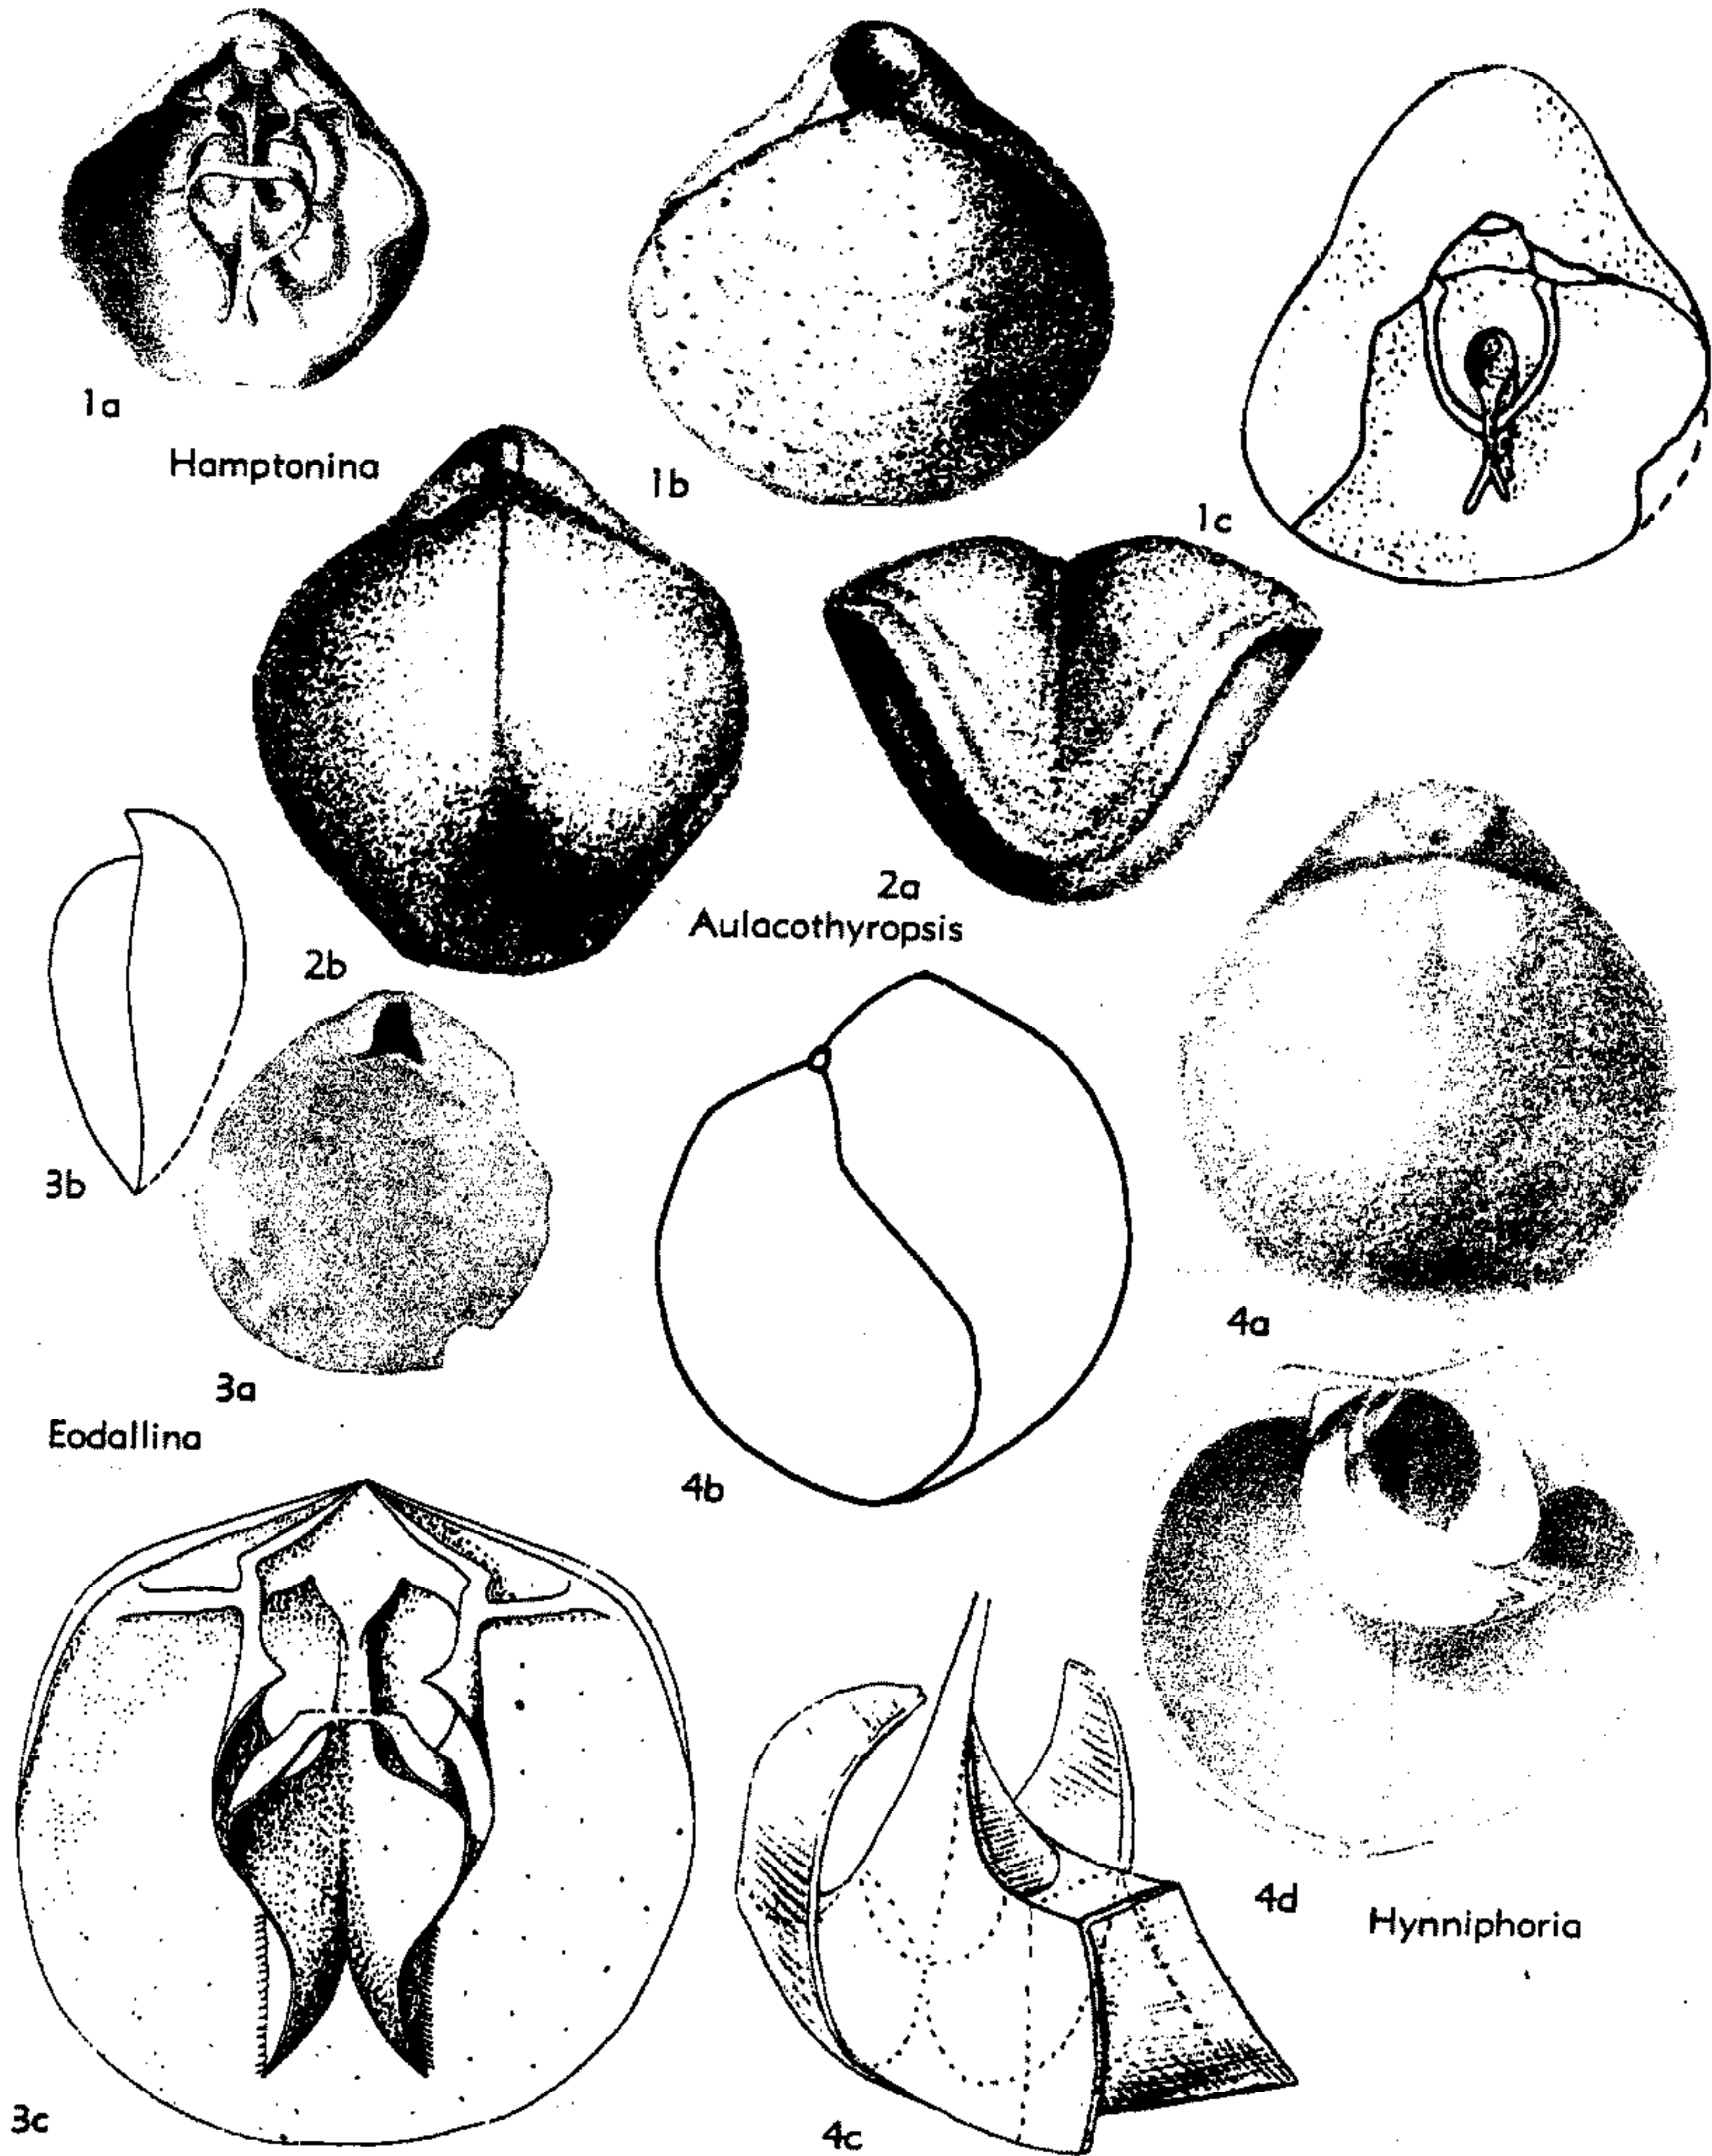 1a
Hamptonina
1b
1c
2a
Aulacothyropsis
2b
3b
3a
Eodallina
4a
4b
4d
Hynniphoria
3c
4c